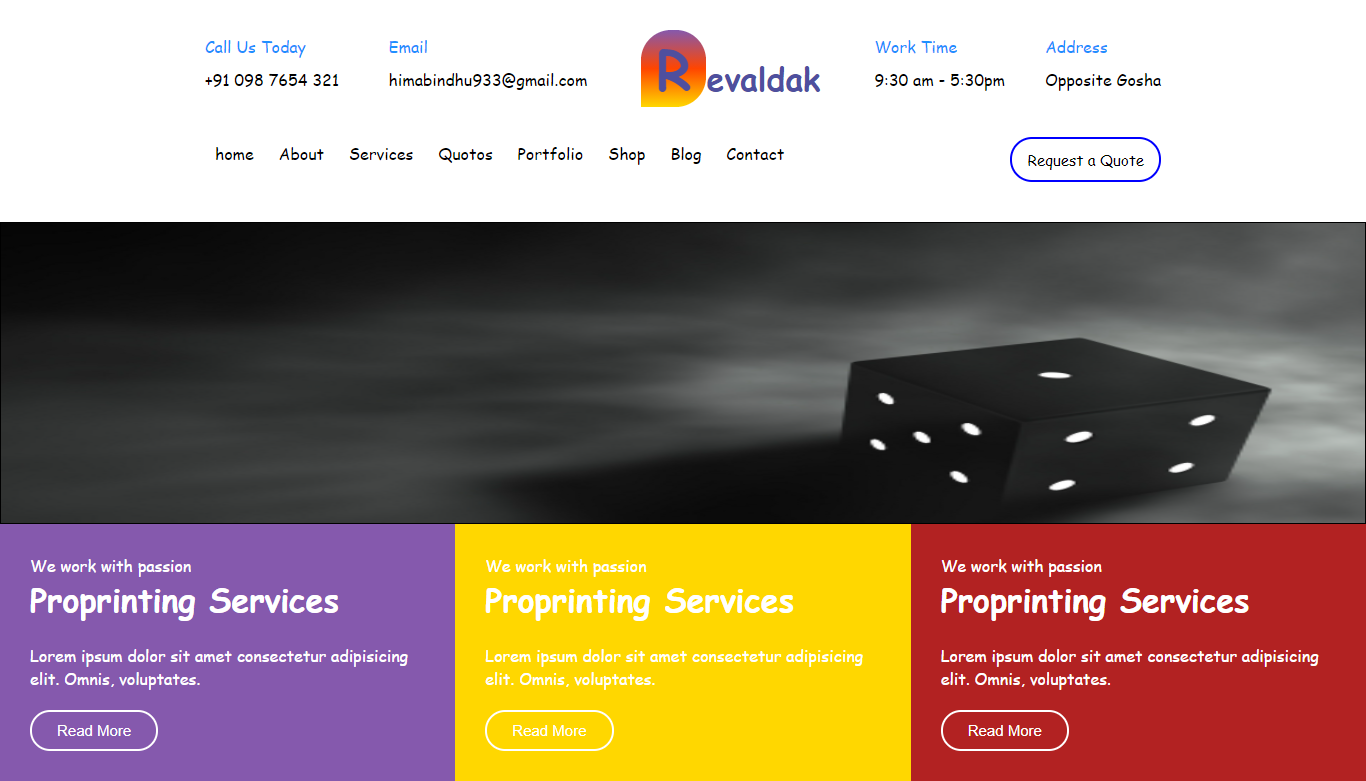 Call Us Today
+91 098 7654 321
Email
himabindhu933@gmail.com
Revaldak
Work Time
9:30 am - 5:30pm
Address
Opposite Gosha
home About Services Quotos Portfolio Shop Blog Contact
Request a Quote
We work with passion
Proprinting Services
Lorem ipsum dolor sit amet consectetur adipisicing
elit. Omnis, voluptates.
Read More
We work with passion
Proprinting Services
Lorem ipsum dolor sit amet consectetur adipisicing
elit. Omnis, voluptates.
Read More
We work with passion
Proprinting Services
Lorem ipsum dolor sit amet consectetur adipisicing
elit. Omnis, voluptates.
Read More